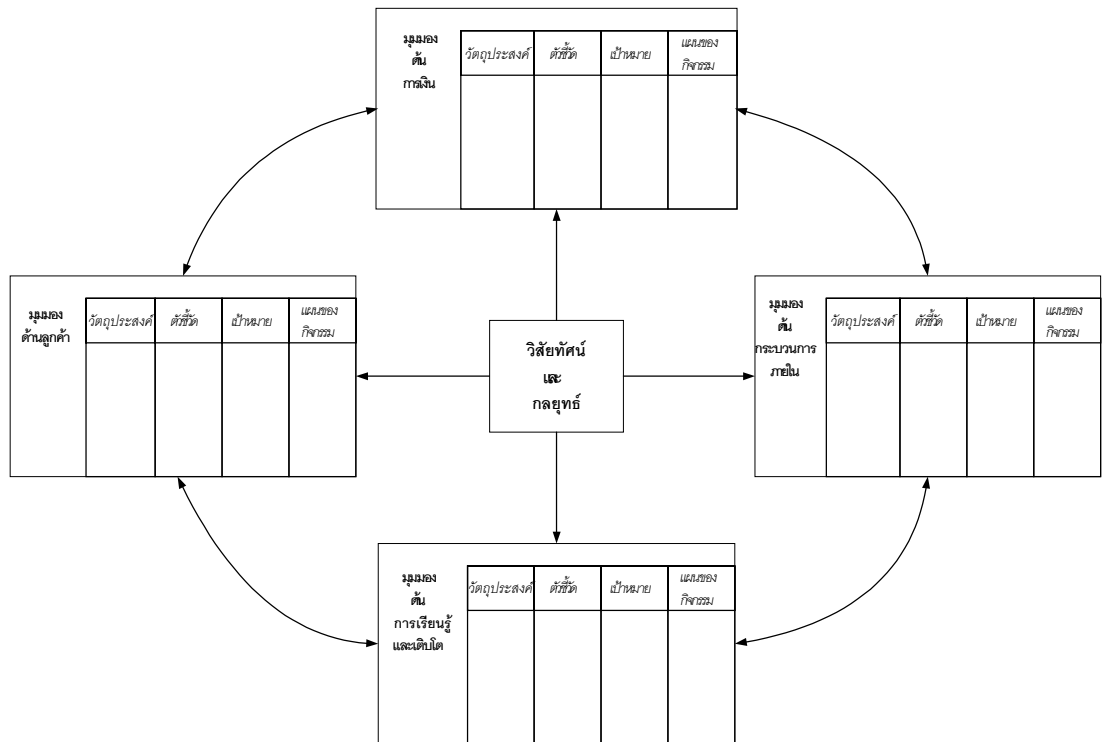 มุมมอง
ด้าน
การเงิน
วัตถุประสงค์ ตัวชี้วัด เป้าหมาย แผนของ
กิจกรรม
มุมมอง
ด้านลูกค้า
วัตถุประสงค์ ตัวชี้วัด เป้าหมาย แผนของ
กิจกรรม
วิสัยทัศน์
และ
กลยุทธ์
มุมมอง
ด้าน
กระบวนการ
ภายใน
วัตถุประสงค์ ตัวชี้วัด เป้าหมาย แผนของ
กิจกรรม
มุมมอง
ด้าน
การเรียนรู้
และเติบโต
วัตถุประสงค์ ตัวชี้วัด เป้าหมาย แผนของ
กิจกรรม